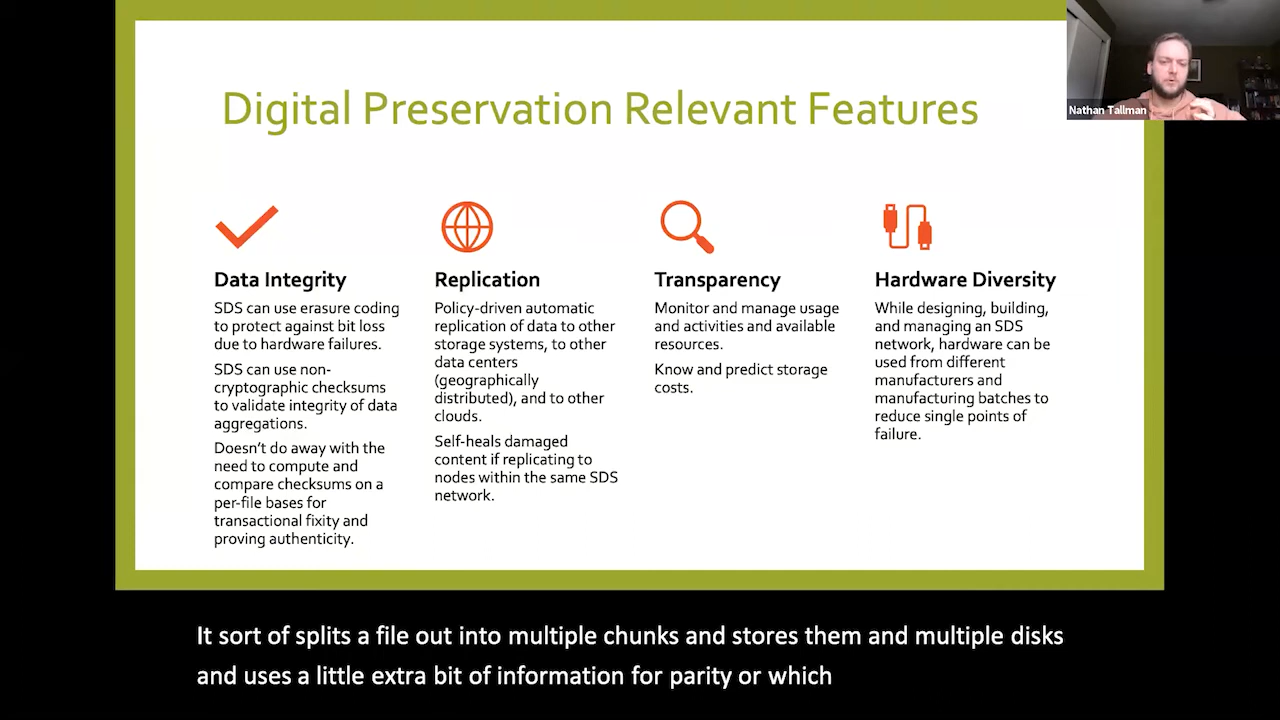 Digital Preservation Relevant Features
Nathan Tallman
Data Integrity
SDS can use erasure coding
to protect against bit loss
due to hardware failures.
SDS can use non-
cryptographic checksums
to validate integrity of data
aggregations.
Doesn't do away with the
need to compute and
compare checksums on a
per-file bases for
transactional fixity and
proving authenticity.
Replication
Policy-driven automatic
replication of data to other
storage systems, to other
data centers
(geographically
distributed), and to other
clouds.
Self-heals damaged
content if replicating to
nodes within the same SDS
network.
Transparency
Monitor and manage usage
and activities and available
resources.
Know and predict storage
costs.
Hardware Diversity
While designing, building,
and managing an SDS
network, hardware can be
used from different
manufacturers and
manufacturing batches to
reduce single points of
failure.
It sort of splits a file out into multiple chunks and stores them and multiple disks
and uses a little extra bit of information for parity or which